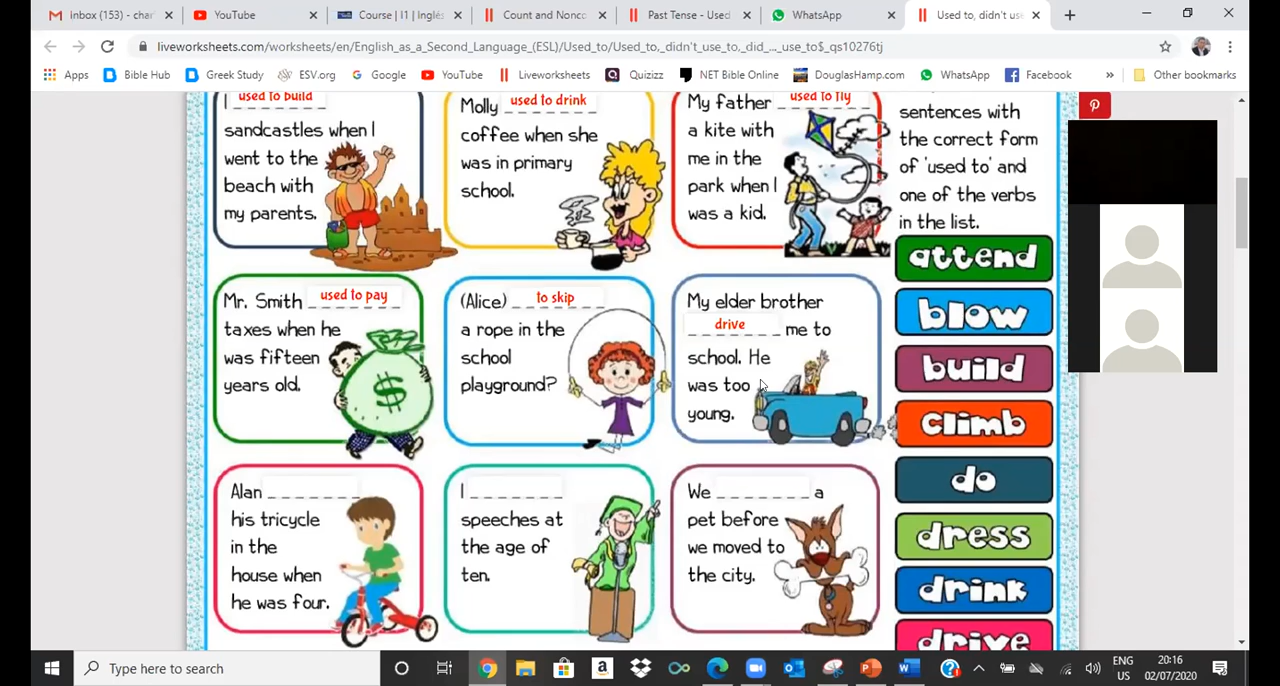 inbox (153) - char
YouTube
Course | I1 | Inglés
Count and Nonco
Past Tense - Used
WhatsApp
Used to, didn't use
liveworksheets.com/worksheets/en/English_as_a_Second_Language_(ESL)/Used_to/Used_to,_didn't_use_to,_did_..._use_to$_qs10276tj
Apps
Bible Hub
Greek Study
ESV.org
Google
YouTube
Liveworksheets
Quizizz
NET Bible Online
DouglasHamp.com
WhatsApp
Facebook
»
Other bookmarks
I used to build
sandcastles when I
went to the
beach with
my parents.
Molly used to drink
coffee when she
was in primary
school.
My father used to fly
a kite with
me in the
park when I
was a kid.
sentences with
the correct form
of 'used to' and
one of the verbs
in the list.
attend
blow
build
climb
do
dress
drink
drive
Mr. Smith used to pay
taxes when he
was fifteen
years old.
$
(Alice) to skip
a rope in the
school
playground?
My elder brother
drive me to
school. He
was too
young.
Alan _ _ _ _ _ _ _ _
his tricycle
in the
house when
he was four.
I _ _ _ _ _ _ _ _
speeches at
the age of
ten.
We _ _ _ _ _ _ _ _ a
pet before
we moved to
the city.
Type here to search
ENG
US
20:16
02/07/2020